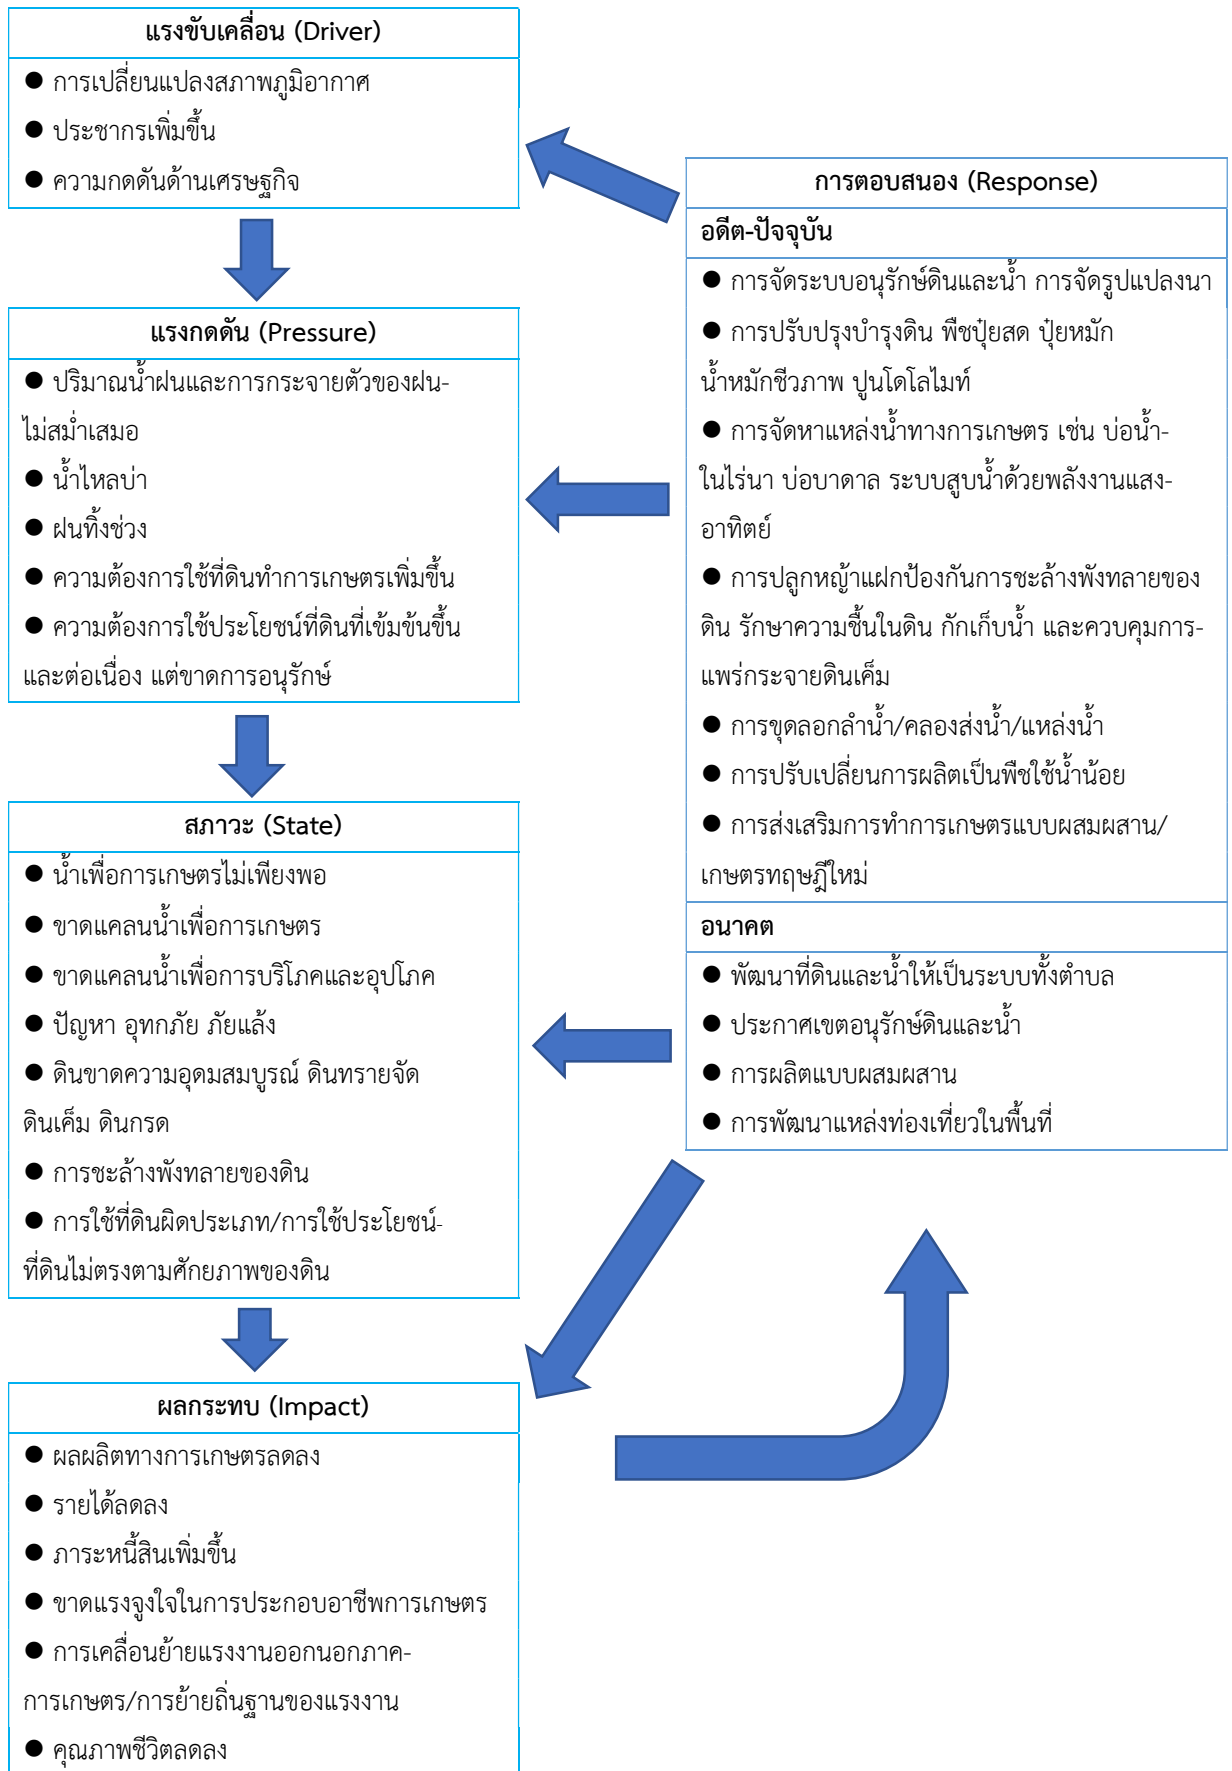 แรงขับเคลื่อน (Driver)
● การเปลี่ยนแปลงสภาพภูมิอากาศ
● ประชากรเพิ่มขึ้น
● ความกดดันด้านเศรษฐกิจ
แรงกดดัน (Pressure)
● ปริมาณน้ำฝนและการกระจายตัวของฝน-
ไม่สม่ำเสมอ
● น้ำไหลบ่า
● ฝนทิ้งช่วง
● ความต้องการใช้ที่ดินทำการเกษตรเพิ่มขึ้น
● ความต้องการใช้ประโยชน์ที่ดินที่เข้มข้นขึ้น
และต่อเนื่อง แต่ขาดการอนุรักษ์
สภาวะ (State)
● น้ำเพื่อการเกษตรไม่เพียงพอ
● ขาดแคลนน้ำเพื่อการเกษตร
● ขาดแคลนน้ำเพื่อการบริโภคและอุปโภค
● ปัญหา อุทกภัย ภัยแล้ง
● ดินขาดความอุดมสมบูรณ์ ดินทรายจัด
ดินเค็ม ดินกรด
● การชะล้างพังทลายของดิน
● การใช้ที่ดินผิดประเภท/การใช้ประโยชน์-
ที่ดินไม่ตรงตามศักยภาพของดิน
ผลกระทบ (Impact)
● ผลผลิตทางการเกษตรลดลง
● รายได้ลดลง
● ภาระหนี้สินเพิ่มขึ้น
● ขาดแรงจูงใจในการประกอบอาชีพการเกษตร
● การเคลื่อนย้ายแรงงานออกนอกภาค-
การเกษตร/การย้ายถิ่นฐานของแรงงาน
● คุณภาพชีวิตลดลง
การตอบสนอง (Response)
อดีต-ปัจจุบัน
● การจัดระบบอนุรักษ์ดินและน้ำ การจัดรูปแปลงนา
● การปรับปรุงบำรุงดิน พืชปุ๋ยสด ปุ๋ยหมัก
น้ำหมักชีวภาพ ปูนโดโลไมท์
● การจัดหาแหล่งน้ำทางการเกษตร เช่น บ่อน้ำ-
ในไร่นา บ่อบาดาล ระบบสูบน้ำด้วยพลังงานแสง-
อาทิตย์
● การปลูกหญ้าแฝกป้องกันการชะล้างพังทลายของ
ดิน รักษาความชื้นในดิน กักเก็บน้ำ และควบคุมการ-
แพร่กระจายดินเค็ม
● การขุดลอกลำน้ำ/คลองส่งน้ำ/แหล่งน้ำ
● การปรับเปลี่ยนการผลิตเป็นพืชใช้น้ำน้อย
● การส่งเสริมการทำการเกษตรแบบผสมผสาน/
เกษตรทฤษฎีใหม่
อนาคต
● พัฒนาที่ดินและน้ำให้เป็นระบบทั้งตำบล
● ประกาศเขตอนุรักษ์ดินและน้ำ
● การผลิตแบบผสมผสาน
● การพัฒนาแหล่งท่องเที่ยวในพื้นที่